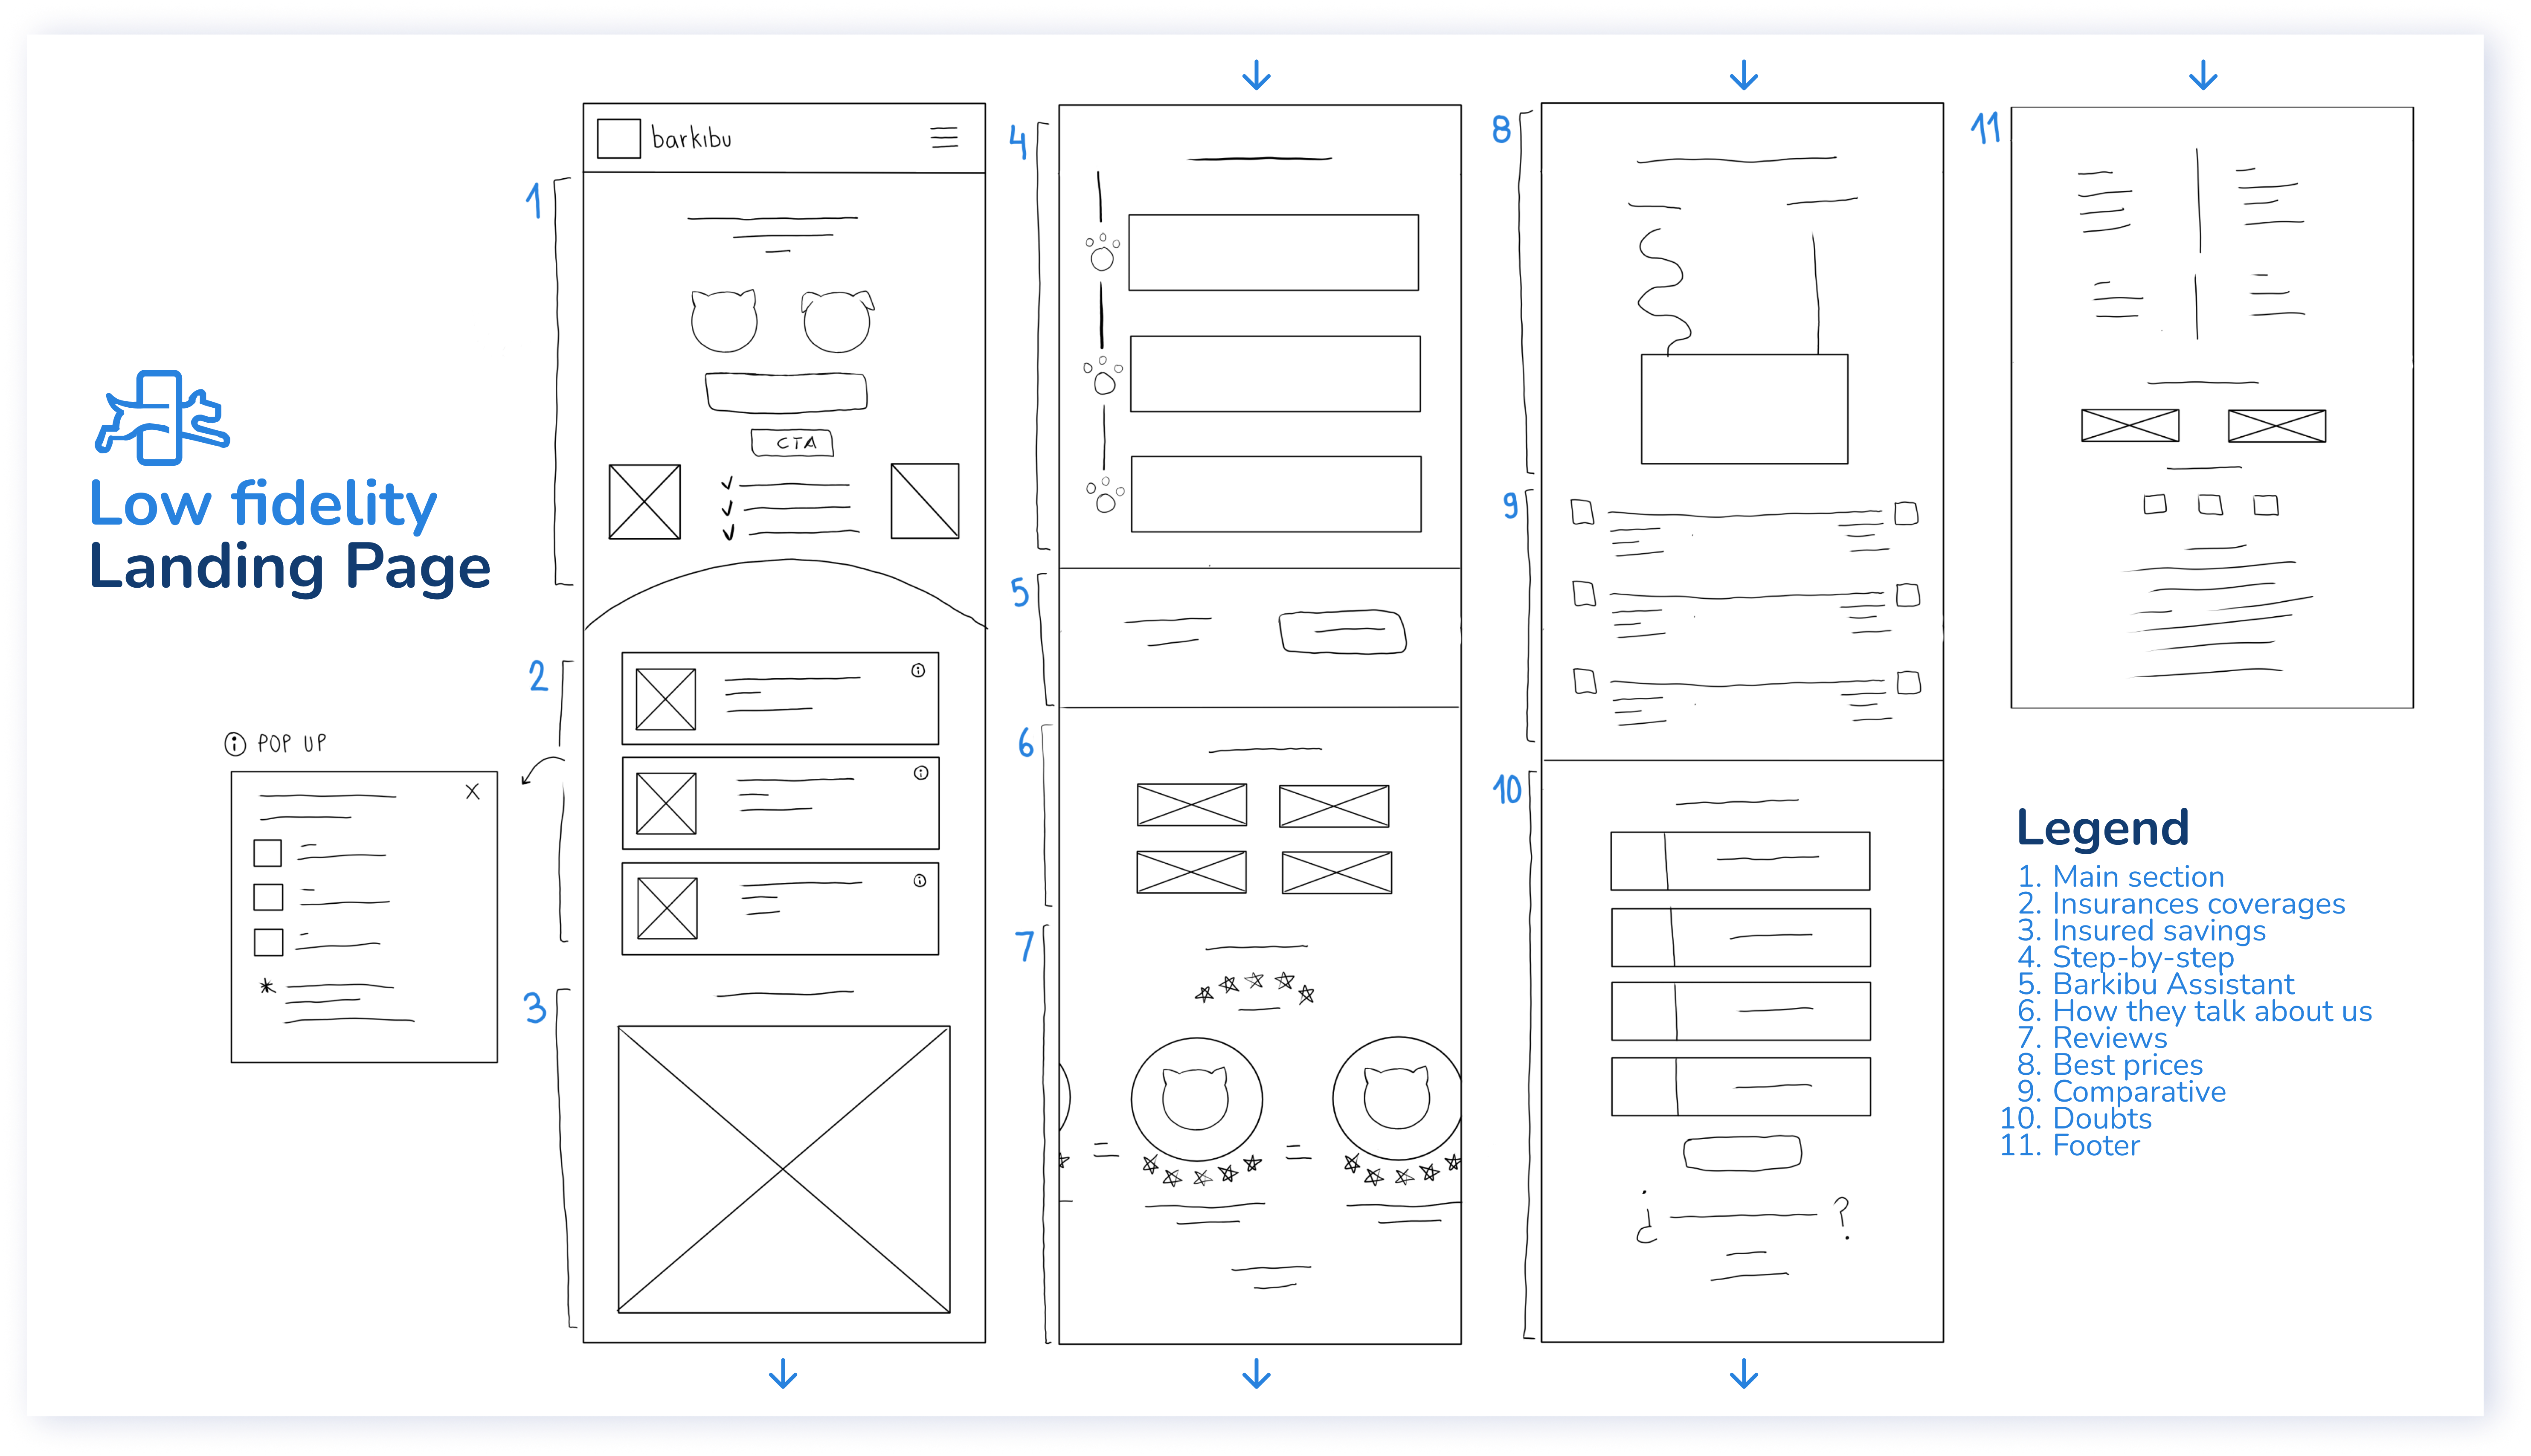 Low fidelity
Landing Page
ⓘ POP UP
X
*
barkibu
1
CTA
2
3
4
5
6
7
8
9
10
¿ ?
11
Legend
1. Main section
2. Insurances coverages
3. Insured savings
4. Step-by-step
5. Barkibu Assistant
6. How they talk about us
7. Reviews
8. Best prices
9. Comparative
10. Doubts
11. Footer